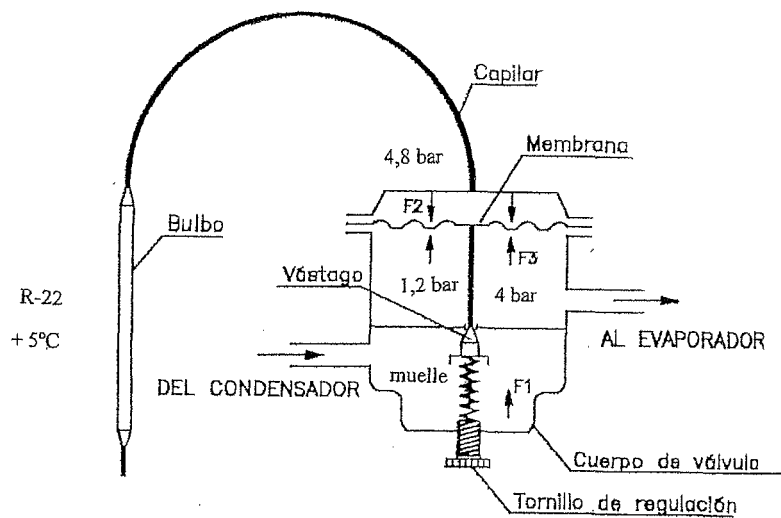 Capilar
4,8 bar
Membrana
F2
Bulbo
F3
Vástago
1,2 bar
4 bar
R-22
+ 5ºC
AL EVAPORADOR
DEL CONDENSADOR
muelle
F1
Cuerpo de válvula
Tornillo de regulación